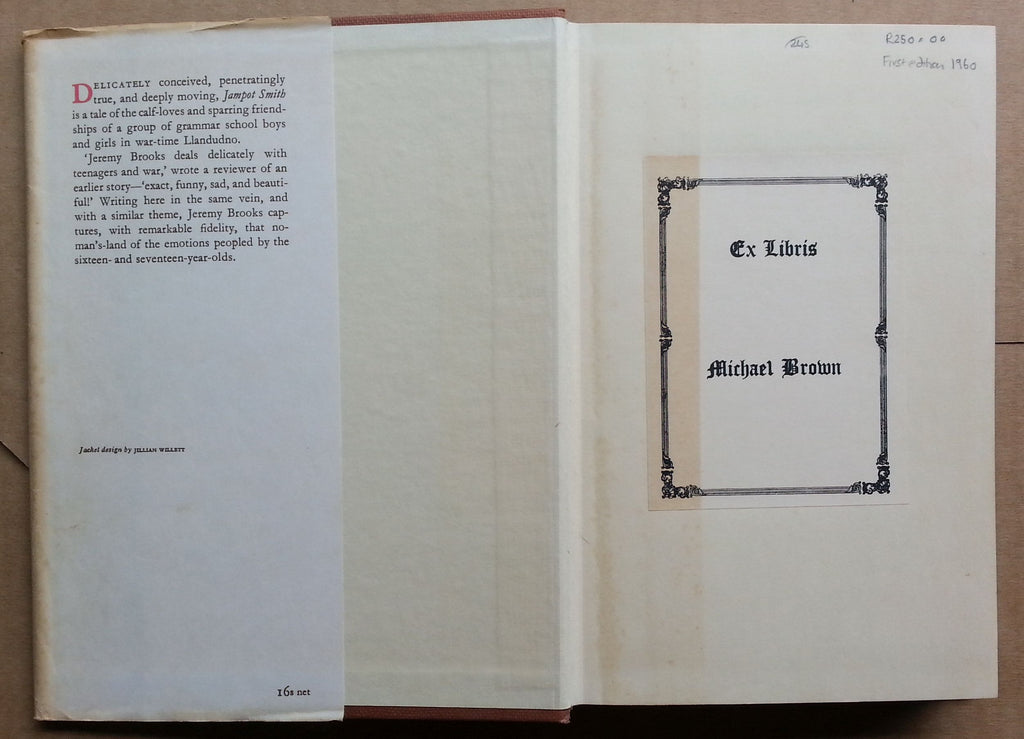 DELICATELY conceived, penetratingly
true, and deeply moving, Jampot Smith
is a tale of the calf-loves and sparring friend-
ships of a group of grammar school boys
and girls in war-time Llandudno.
'Jeremy Brooks deals delicately with
teenagers and war,' wrote a reviewer of an
earlier story—'exact, funny, sad, and beauti-
ful!' Writing here in the same vein, and
with a similar theme, Jeremy Brooks cap-
tures, with remarkable fidelity, that no-
man's-land of the emotions peopled by the
sixteen- and seventeen-year-olds.
Jacket design by JILLIAN WILLETT
16s net
R250.00
First edition 1960
Ex Libris
Michael Brown